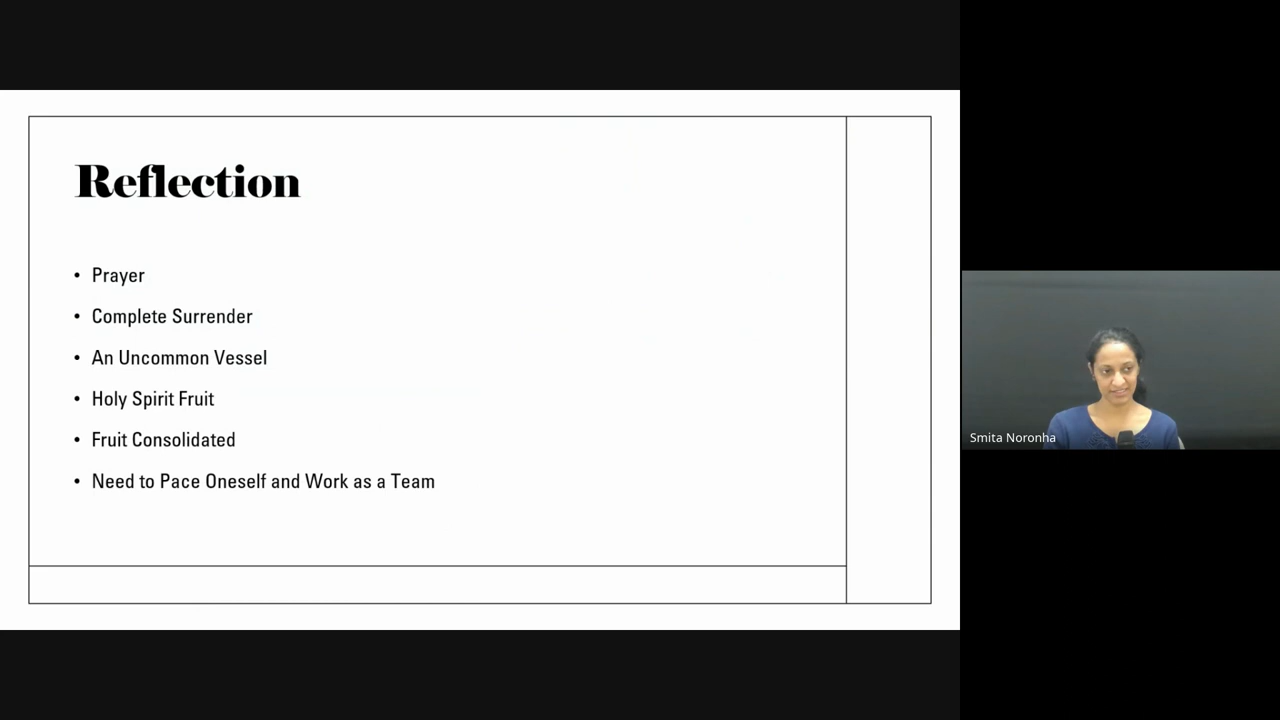 Reflection
• Prayer
• Complete Surrender
• An Uncommon Vessel
• Holy Spirit Fruit
• Fruit Consolidated
• Need to Pace Oneself and Work as a Team
Smita Noronha